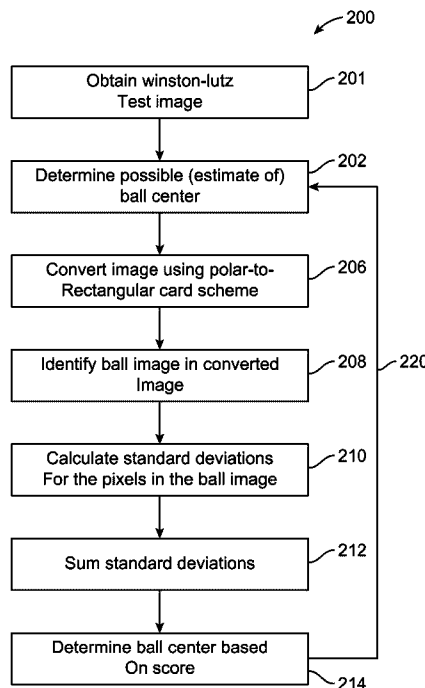 200
Obtain winston-lutz
Test image
201
202
Determine possible (estimate of)
ball center
Convert image using polar-to-
Rectangular card scheme
206
Identify ball image in converted
Image
208
220
Calculate standard deviations
For the pixels in the ball image
210
Sum standard deviations
212
Determine ball center based
On score
214